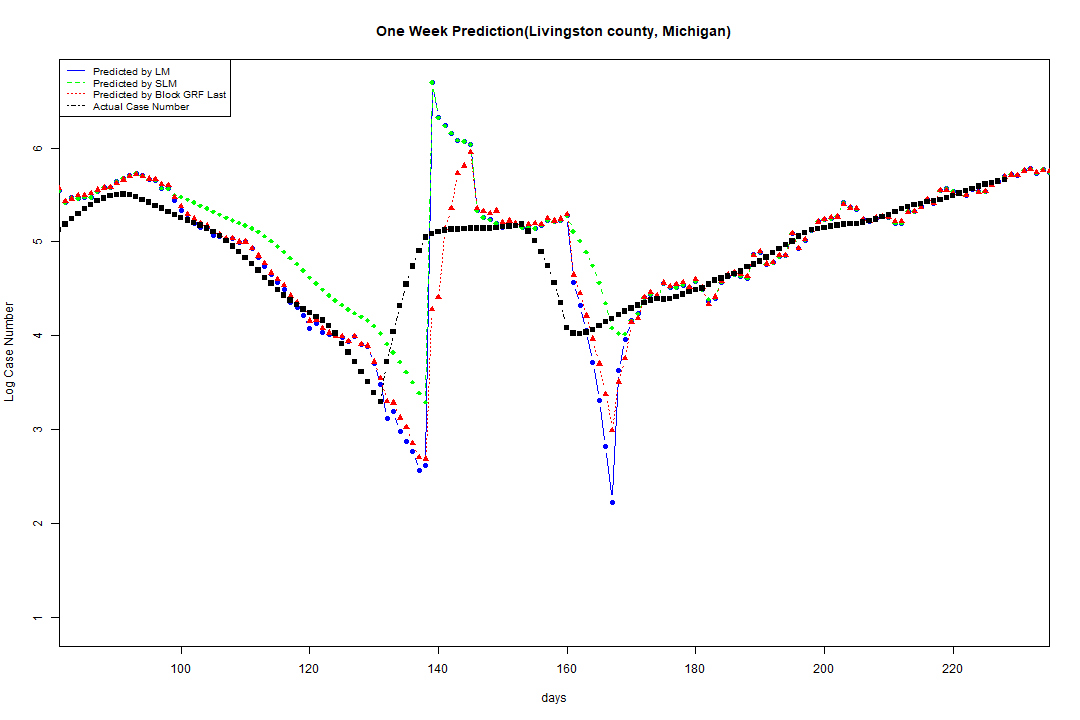 One Week Prediction(Livingston county, Michigan)
Predicted by LM
Predicted by SLM
Predicted by Block GRF Last
Actual Case Number
Log Case Number
6
5
4
3
2
1
100 120 140 160 180 200 220
days